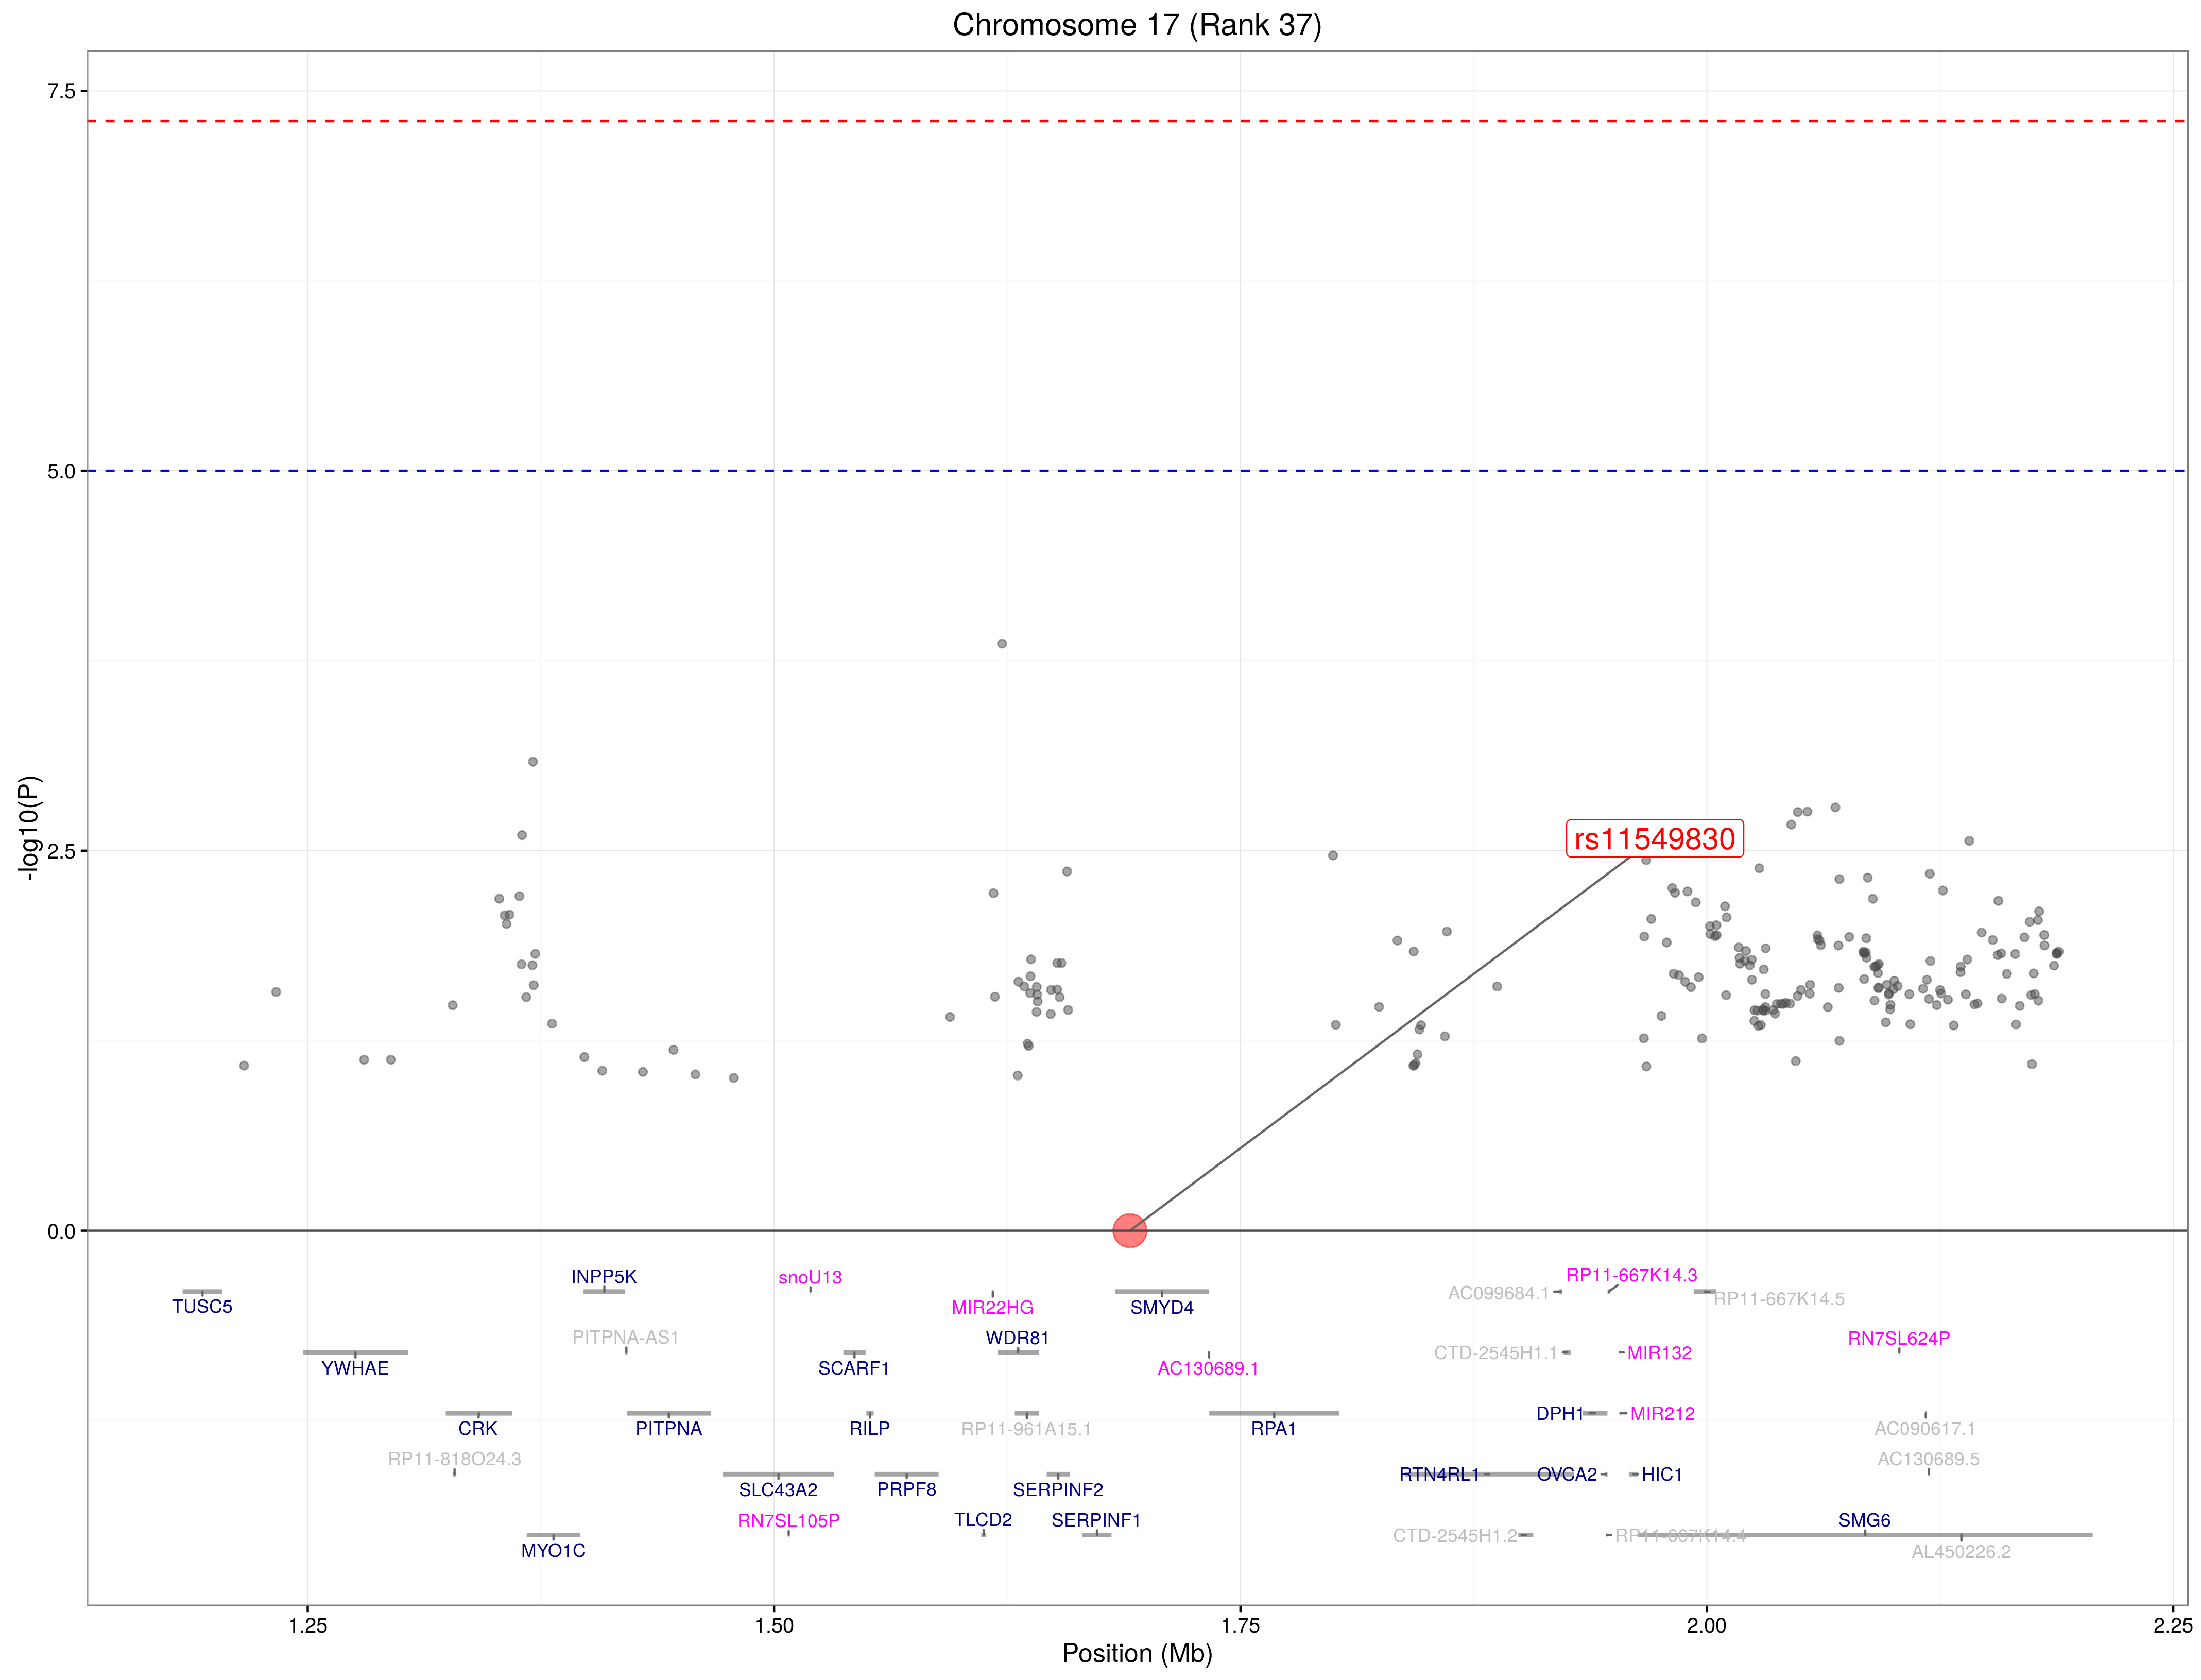 Chromosome 17 (Rank 37)
7.5
5.0
2.5
0.0
-log10(P)
rs11549830
INPP5K
snoU13
RP11-667K14.3
AC099684.1
RP11-667K14.5
TUSC5
MIR22HG
SMYD4
PITPNA-AS1
WDR81
RN7SL624P
CTD-2545H1.1
MIR132
YWHAE
SCARF1
AC130689.1
DPH1
MIR212
CRK
PITPNA
RILP
RP11-961A15.1
RPA1
AC090617.1
RP11-818O24.3
AC130689.5
RTN4RL1
OVCA2
HIC1
SLC43A2
PRPF8
SERPINF2
RN7SL105P
TLCD2
SERPINF1
SMG6
CTD-2545H1.2
RP11-667K14.4
MYO1C
AL450226.2
1.25
1.50
1.75
2.00
2.25
Position (Mb)